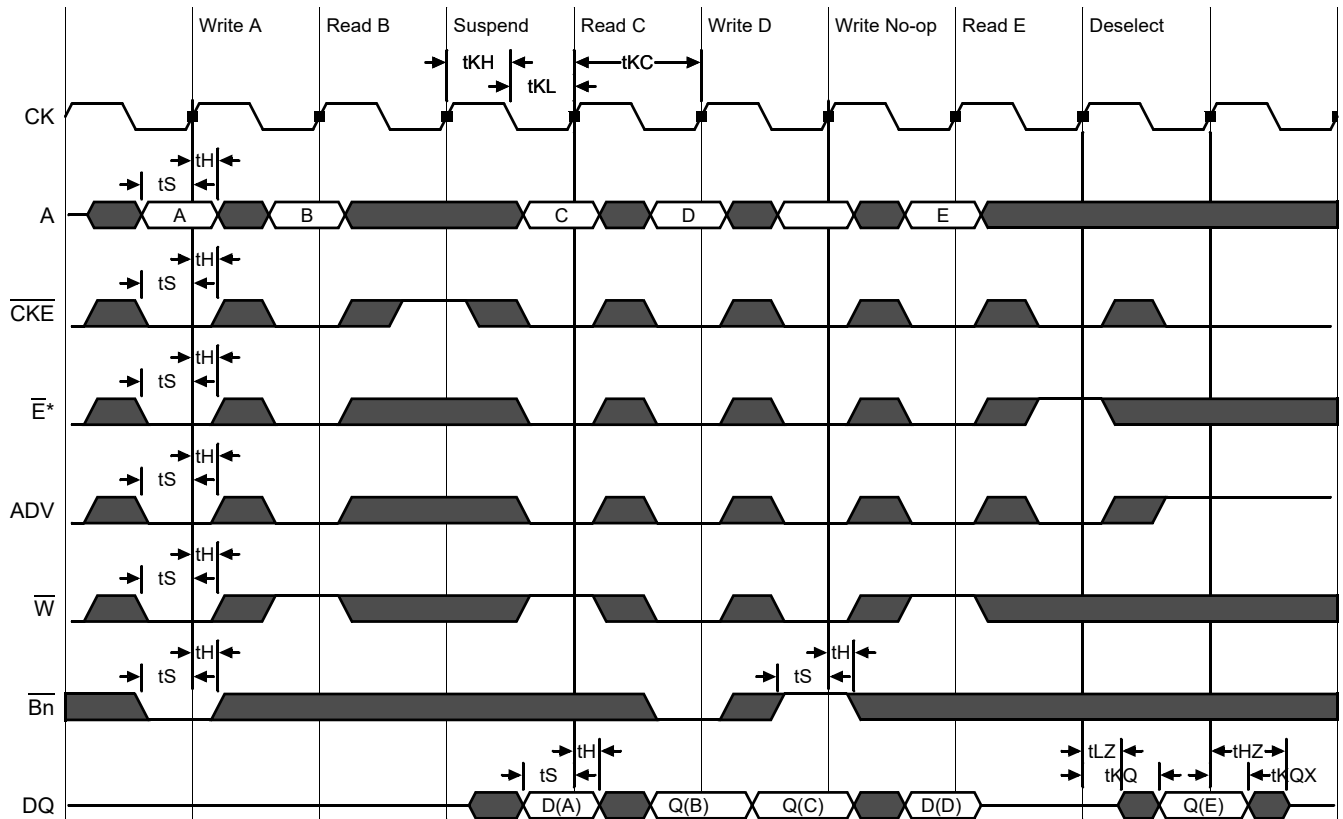 Write A Read B Suspend Read C Write D Write No-op Read E Deselect
tKH tKC
tKL
CK
tH
tS
A A B C D E
tH
tS
CKE
tH
tS
E*
tH
tS
ADV
tH
tS
W
tH tH
tS tS
Bn
tH tLZ tHZ
tS tKQ tKQX
DQ D(A) Q(B) Q(C) D(D) Q(E)